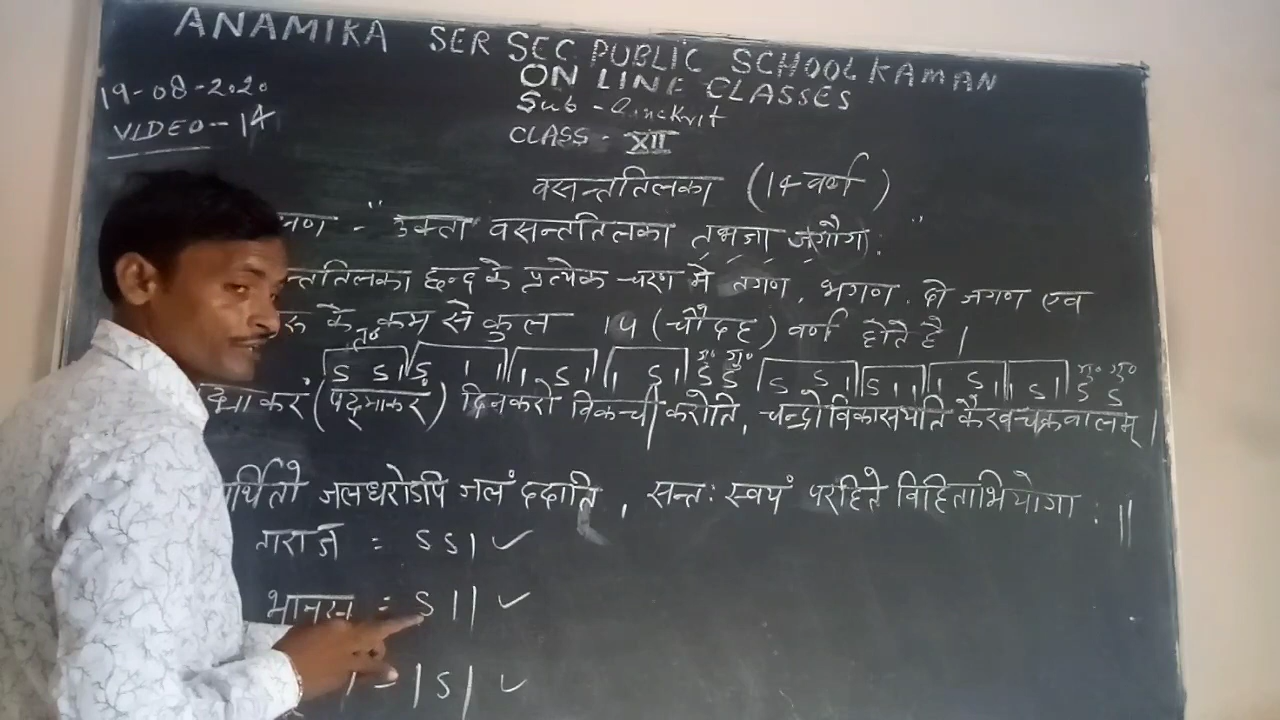 ANAMIKA SER SEC PUBLIC SCHOOL KAMAN
ON LINE CLASSES
19-08-2020
VIDEO-14
Sub -
CLASS - XII
वसन्ततिलका (14 वर्ण)
- " उक्ता वसन्ततिलका तभजा जगौगः "
न्ततिलका छन्द के प्रत्येक चरण में तगण, भगण, दो जगण एव
के क्रम से कुल 14 (चौदह) वर्ण होते है।
S S I S I I I S I I S I S S S S I S I I I S I I S I S S
करं (पद्माकरं) दिनकरो विकची करोति, चन्द्रो विकासयति कैरवचक्रवालम्।
र्थितो जलधरोऽपि जलं ददाति, सन्तः स्वयं परहिते विहिताभियोगाः ||
ताराज = S S I ✓
भानस = S I I ✓
- I S I ✓